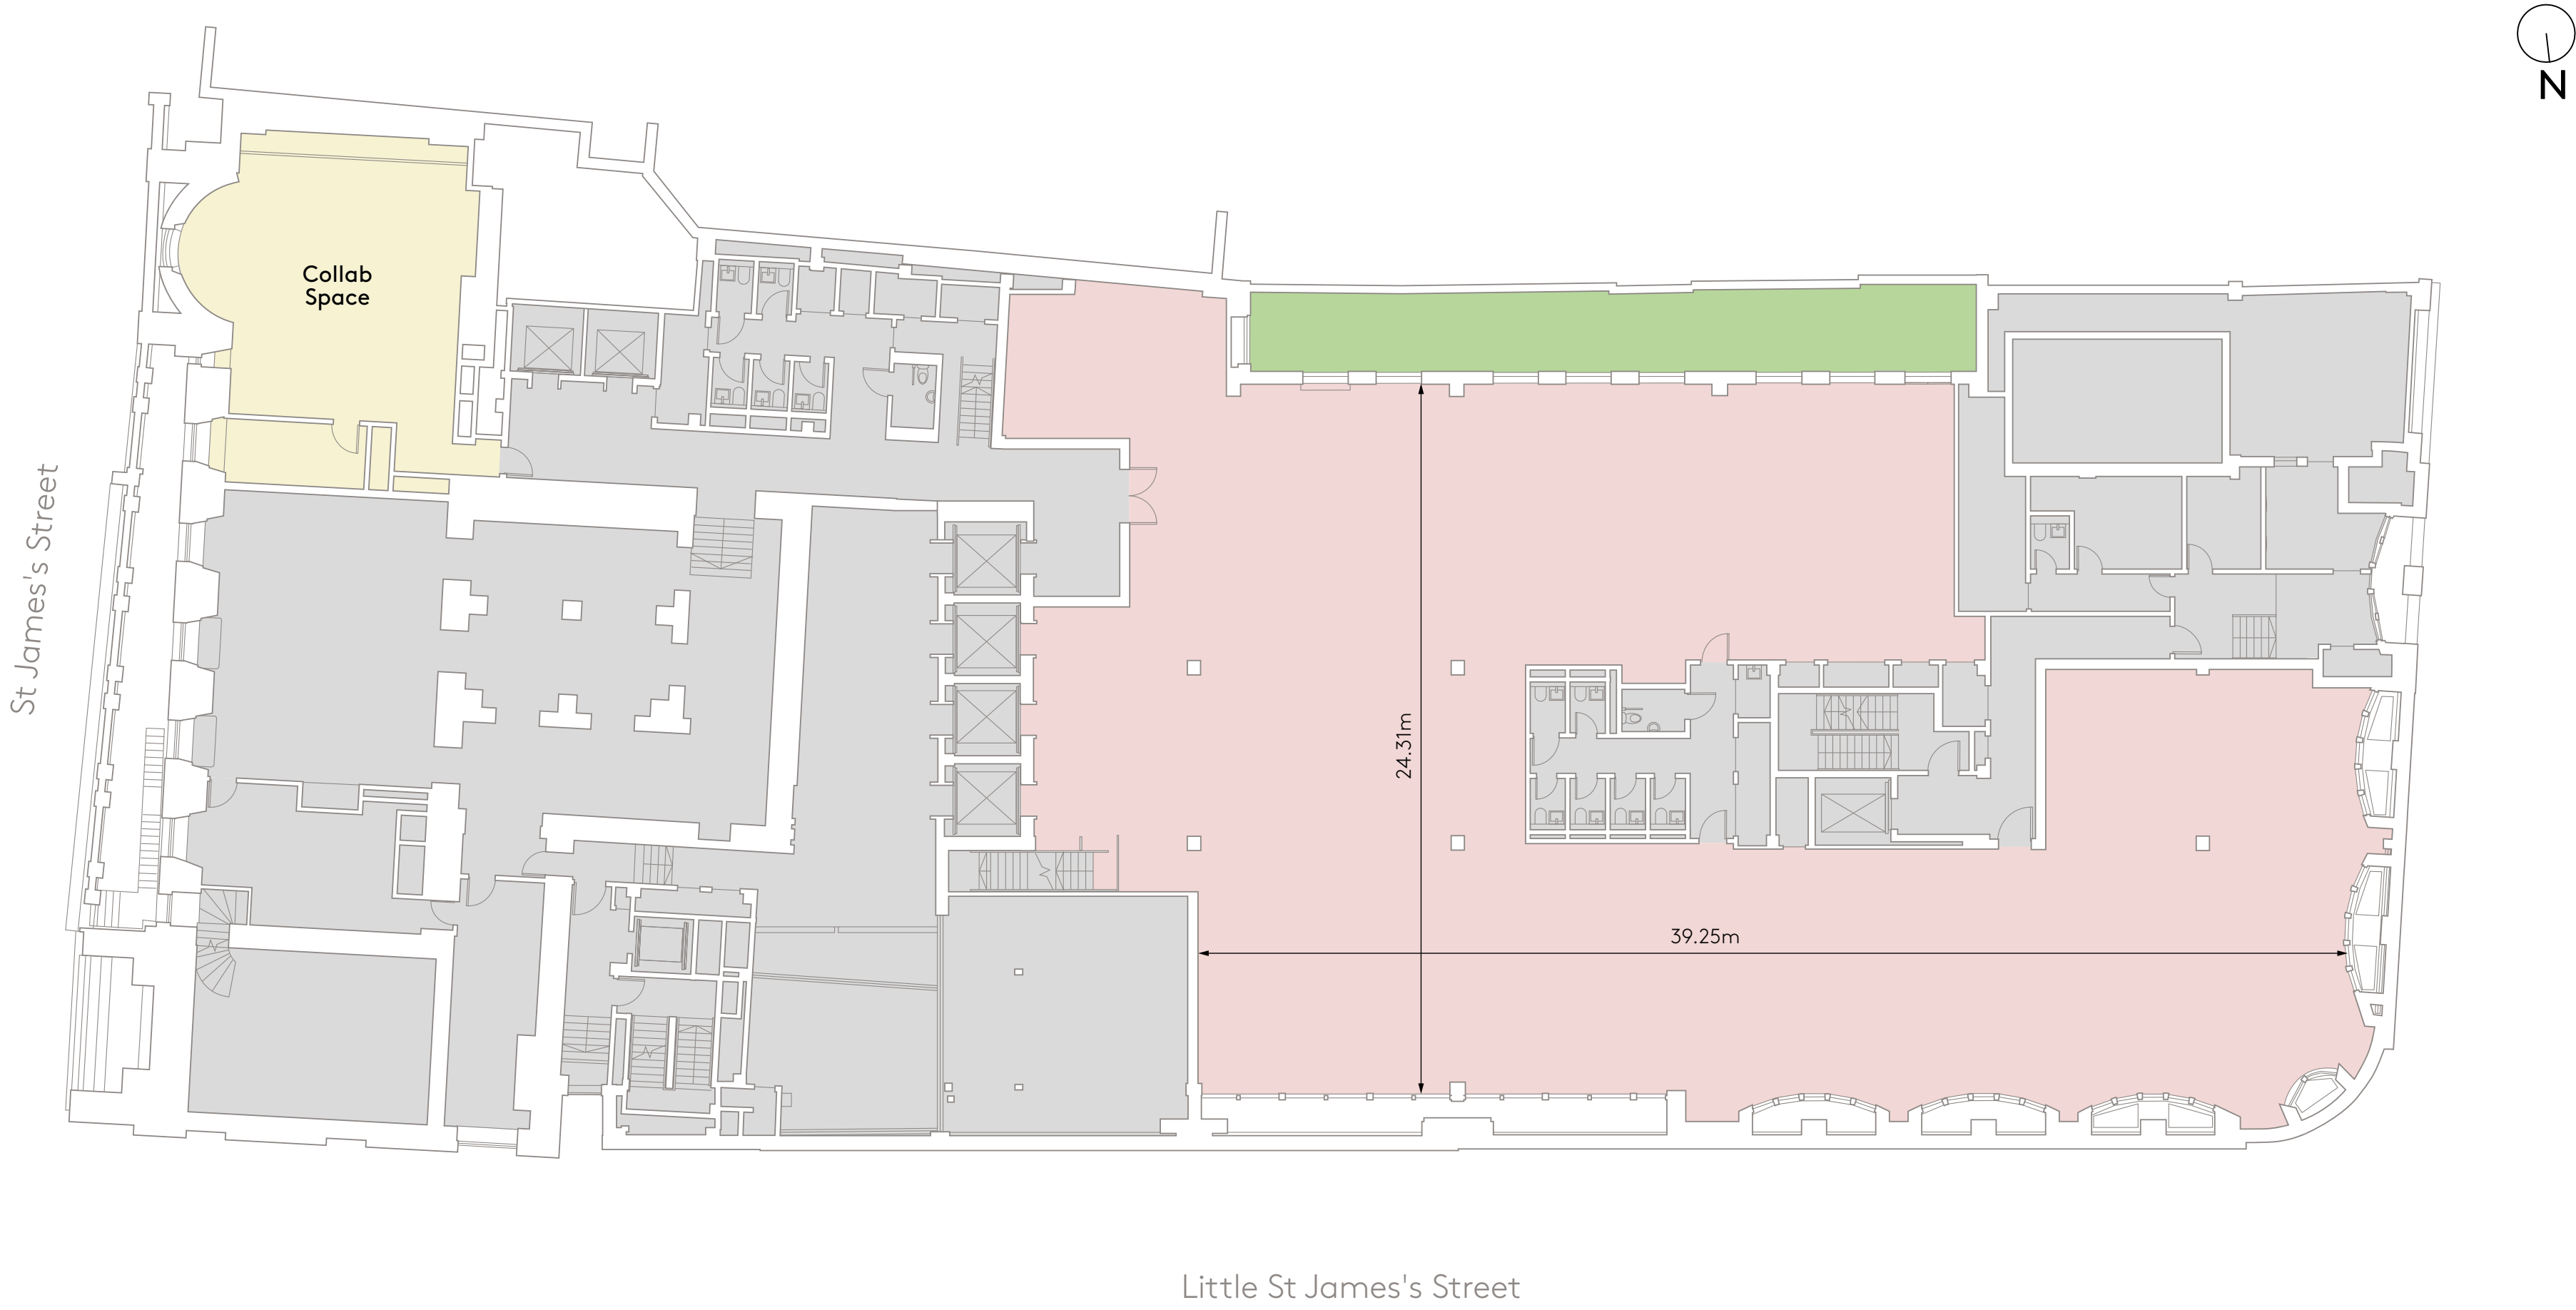 N
Collab
Space
St James's Street
24.31m
39.25m
Little St James's Street